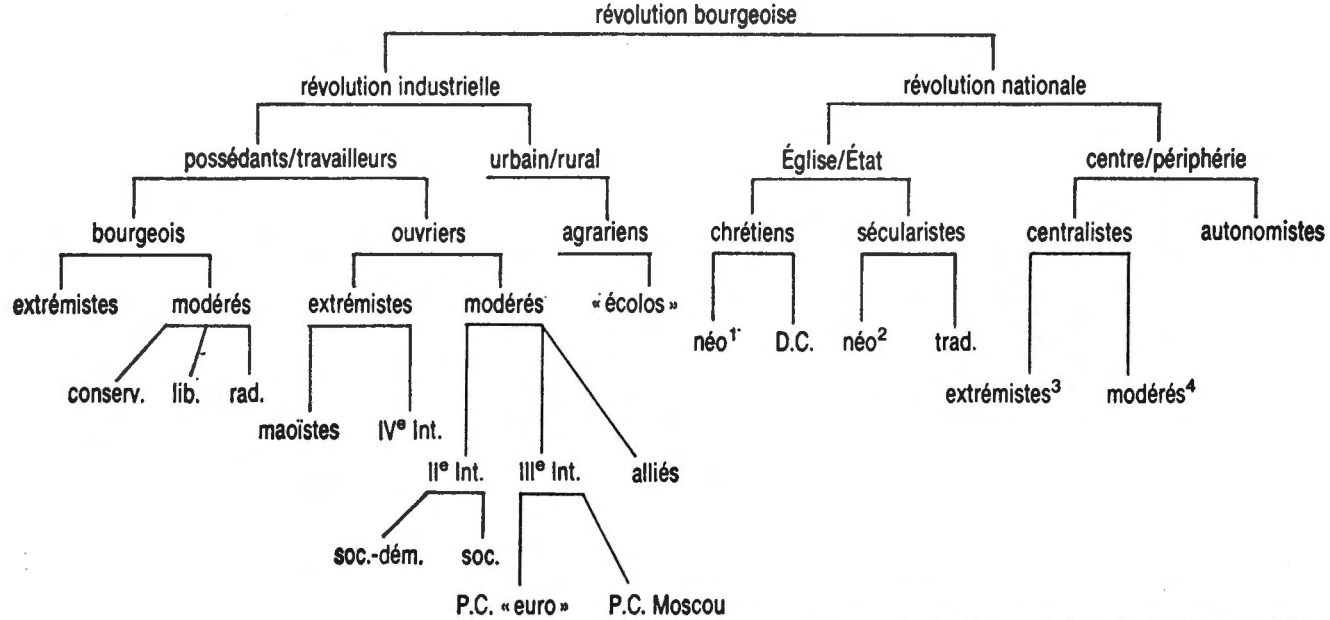 révolution bourgeoise
révolution industrielle révolution nationale
possédants/travailleurs urbain/rural Église/État centre/périphérie
bourgeois ouvriers agrariens chrétiens sécularistes centralistes autonomistes
extrémistes modérés extrémistes modérés « écolos »
néo¹ D.C. néo² trad.
conserv. lib. rad. extrémistes³ modérés⁴
maoïstes IVᵉ Int.
IIᵉ Int. IIIᵉ Int. alliés
soc.-dém. soc.
P.C. « euro » P.C. Moscou